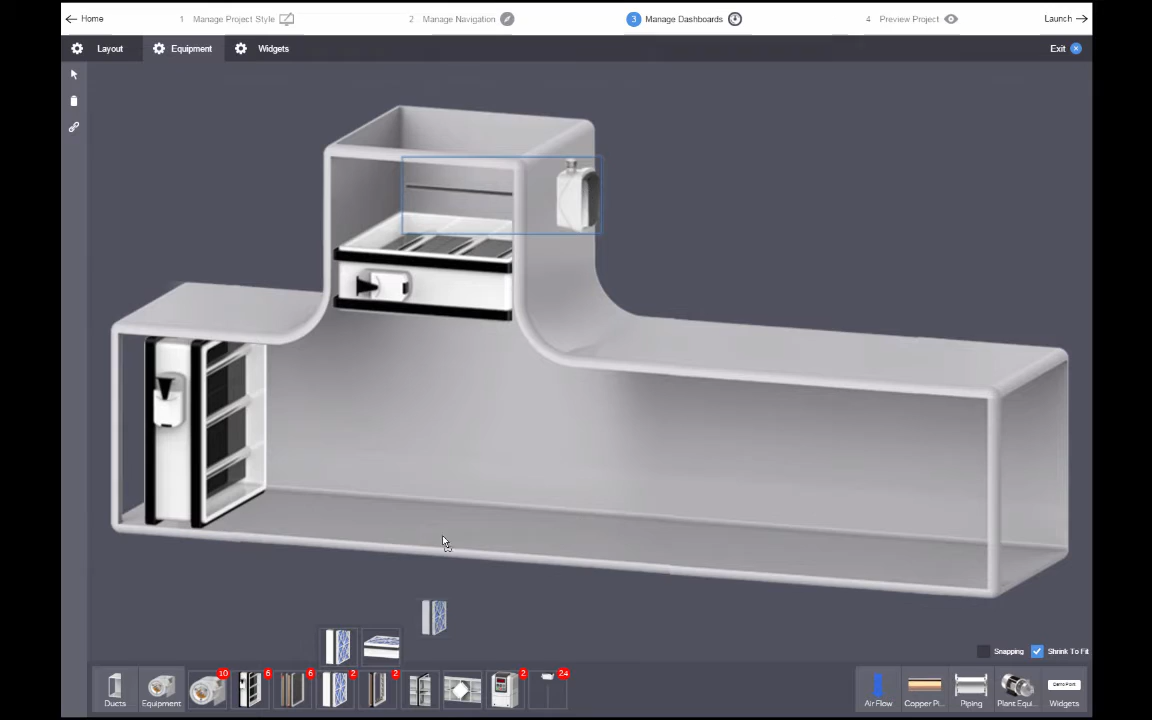 Home
1 Manage Project Style
2 Manage Navigation
3 Manage Dashboards
4 Preview Project
Launch
Layout
Equipment
Widgets
Exit
Snapping
Shrink To Fit
10
6
6
2
2
2
24
Ducts
Equipment
Air Flow
Copper Pi...
Piping
Plant Equi...
Widgets